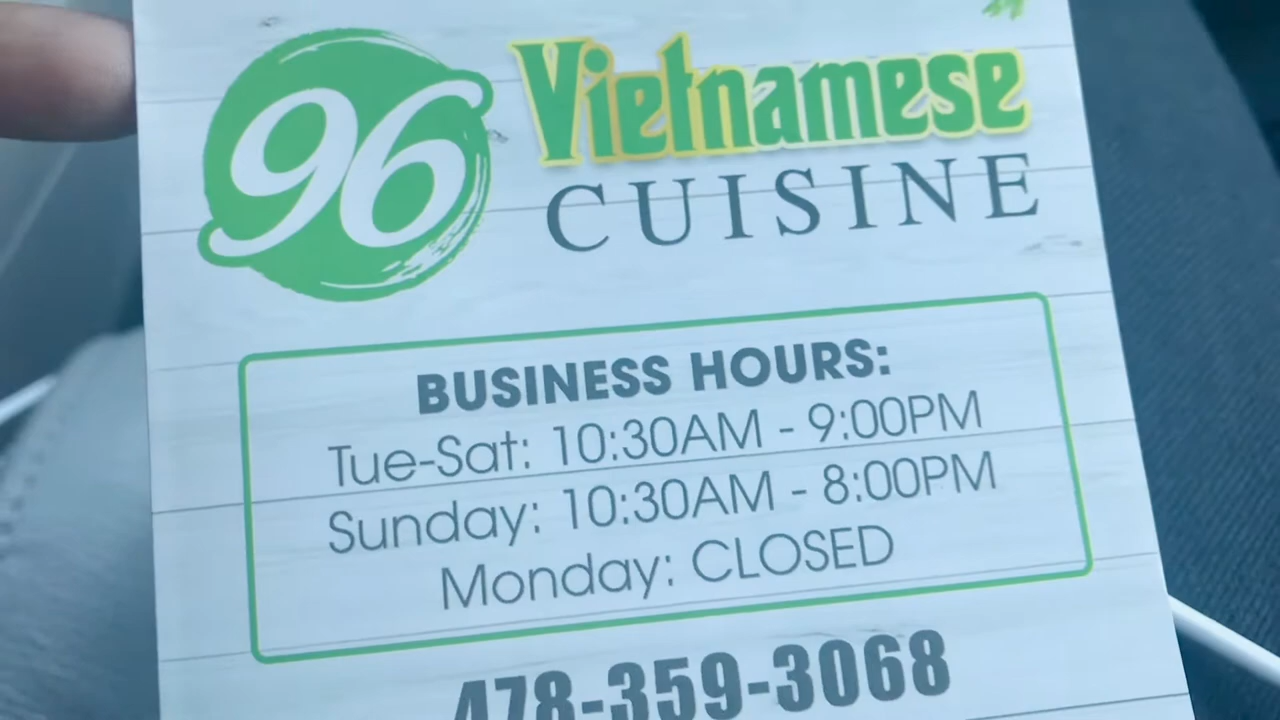 96 Vietnamese
CUISINE
BUSINESS HOURS:
Tue-Sat: 10:30AM - 9:00PM
Sunday: 10:30AM - 8:00PM
Monday: CLOSED
478-359-3068